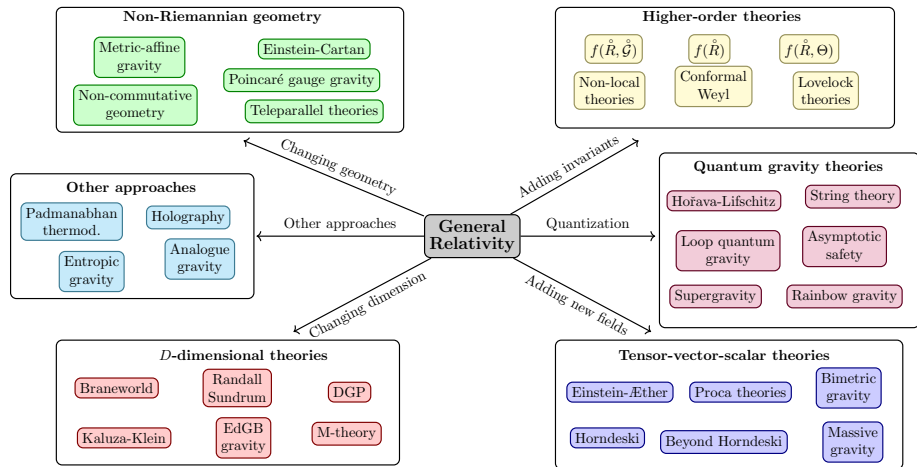 Non-Riemannian geometry
Metric-affine
gravity
Einstein-Cartan
Poincaré gauge gravity
Non-commutative
geometry
Teleparallel theories
Higher-order theories
f(R̊, 𝒢̊)
f(R̊)
f(R̊, Θ)
Non-local
theories
Conformal
Weyl
Lovelock
theories
Changing geometry
Adding invariants
Other approaches
Padmanabhan
thermod.
Holography
Entropic
gravity
Analogue
gravity
Other approaches
General
Relativity
Quantization
Quantum gravity theories
Hořava-Lifschitz
String theory
Loop quantum
gravity
Asymptotic
safety
Supergravity
Rainbow gravity
Changing dimension
Adding new fields
D-dimensional theories
Braneworld
Randall
Sundrum
DGP
Kaluza-Klein
EdGB
gravity
M-theory
Tensor-vector-scalar theories
Einstein-Æther
Proca theories
Bimetric
gravity
Horndeski
Beyond Horndeski
Massive
gravity